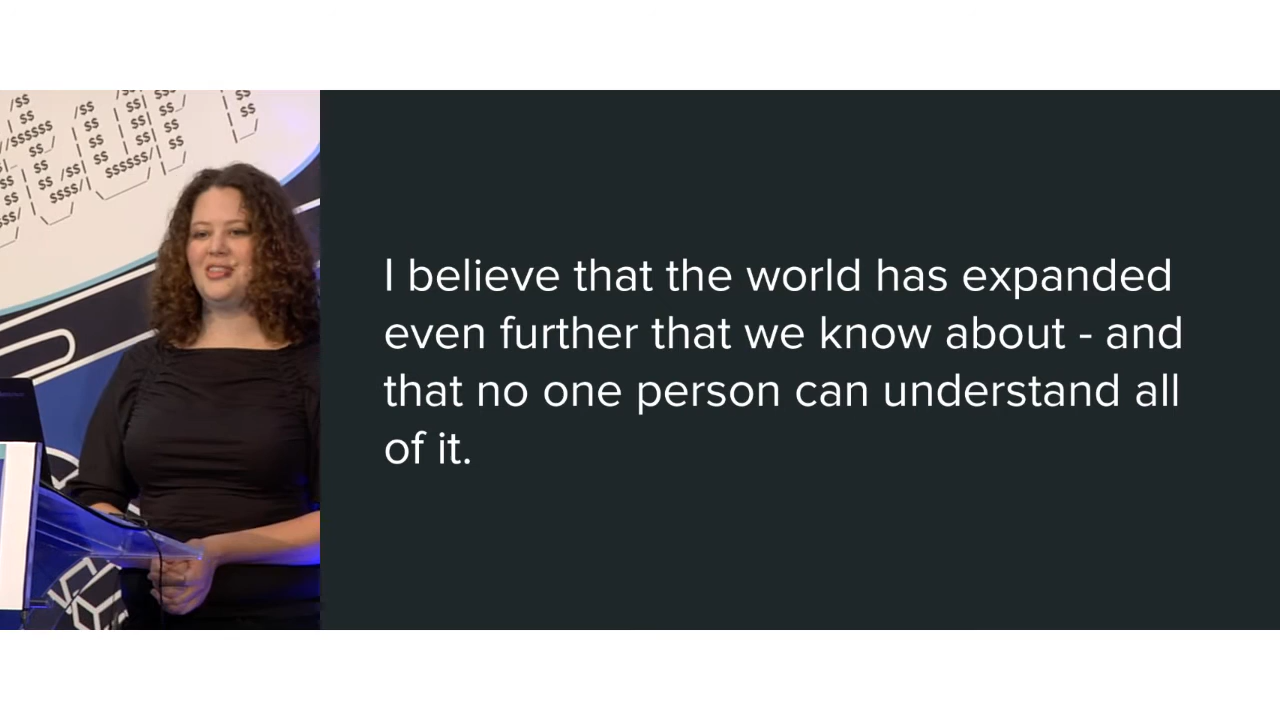 I believe that the world has expanded
even further that we know about - and
that no one person can understand all
of it.